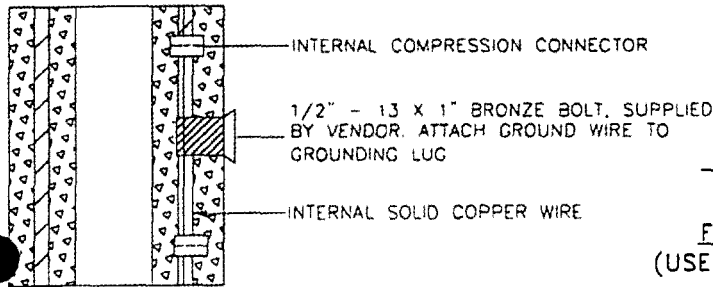 INTERNAL COMPRESSION CONNECTOR
1/2" - 13 X 1" BRONZE BOLT, SUPPLIED
BY VENDOR. ATTACH GROUND WIRE TO
GROUNDING LUG
INTERNAL SOLID COPPER WIRE
F
(USE